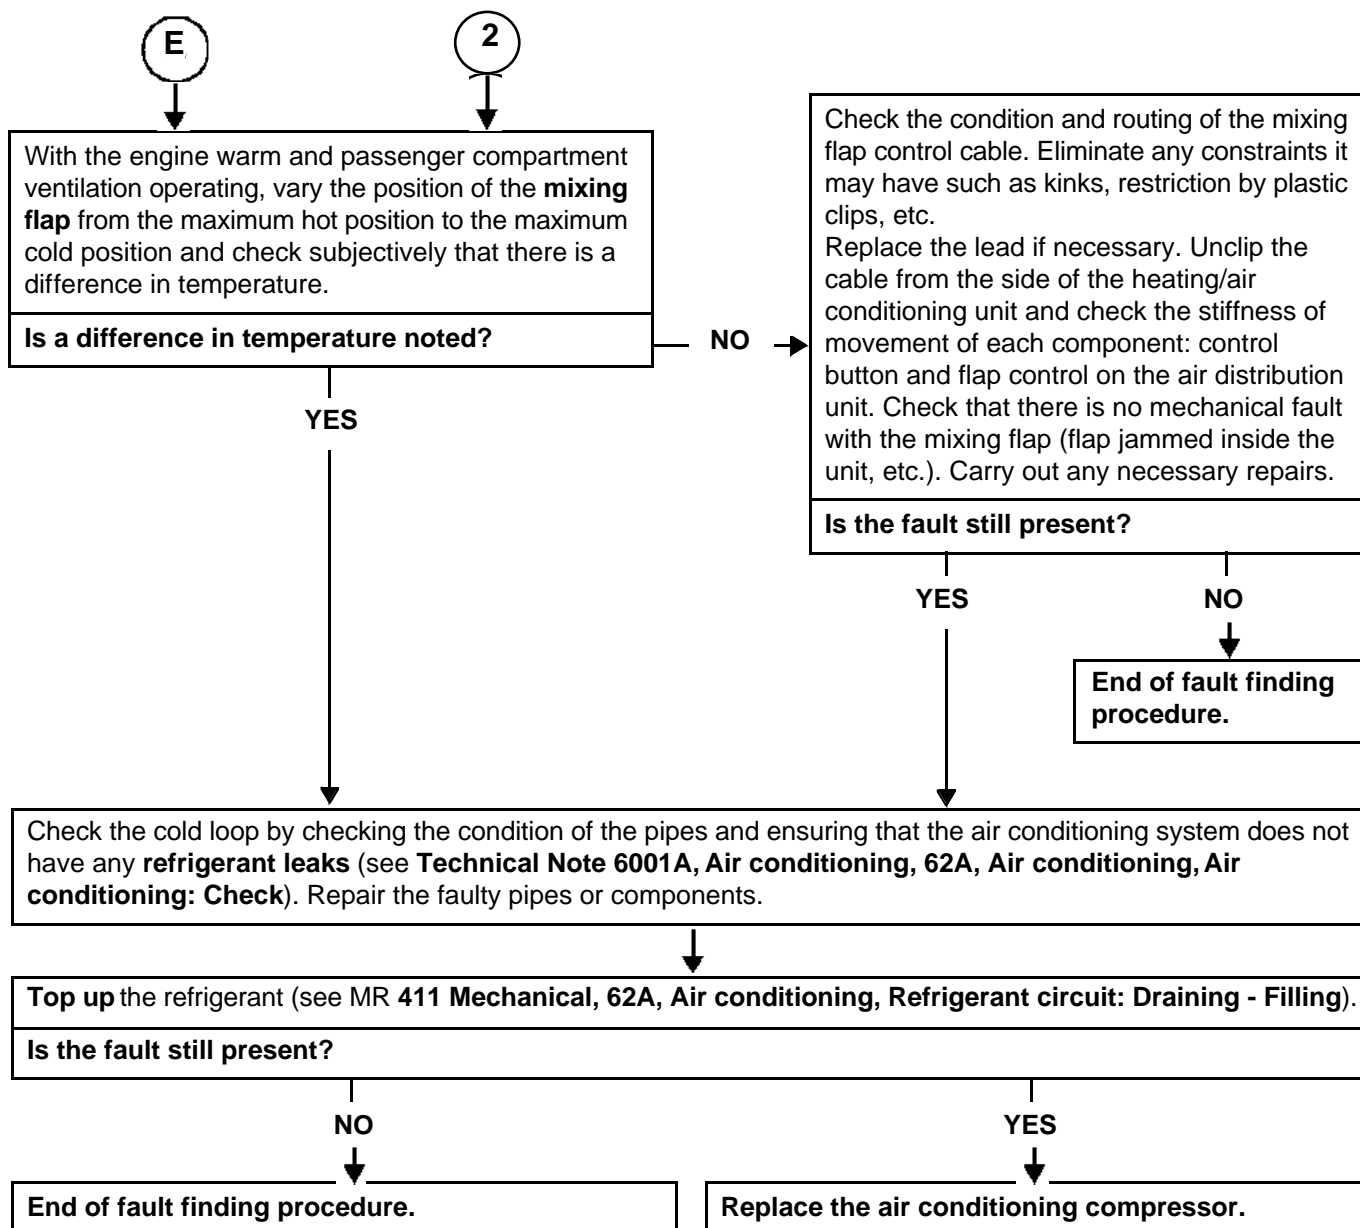 E
2
With the engine warm and passenger compartment
ventilation operating, vary the position of the mixing
flap from the maximum hot position to the maximum
cold position and check subjectively that there is a
difference in temperature.
Is a difference in temperature noted?
NO
YES
Check the condition and routing of the mixing
flap control cable. Eliminate any constraints it
may have such as kinks, restriction by plastic
clips, etc.
Replace the lead if necessary. Unclip the
cable from the side of the heating/air
conditioning unit and check the stiffness of
movement of each component: control
button and flap control on the air distribution
unit. Check that there is no mechanical fault
with the mixing flap (flap jammed inside the
unit, etc.). Carry out any necessary repairs.
Is the fault still present?
YES
NO
End of fault finding
procedure.
Check the cold loop by checking the condition of the pipes and ensuring that the air conditioning system does not
have any refrigerant leaks (see Technical Note 6001A, Air conditioning, 62A, Air conditioning, Air
conditioning: Check). Repair the faulty pipes or components.
Top up the refrigerant (see MR 411 Mechanical, 62A, Air conditioning, Refrigerant circuit: Draining - Filling).
Is the fault still present?
NO
YES
End of fault finding procedure.
Replace the air conditioning compressor.